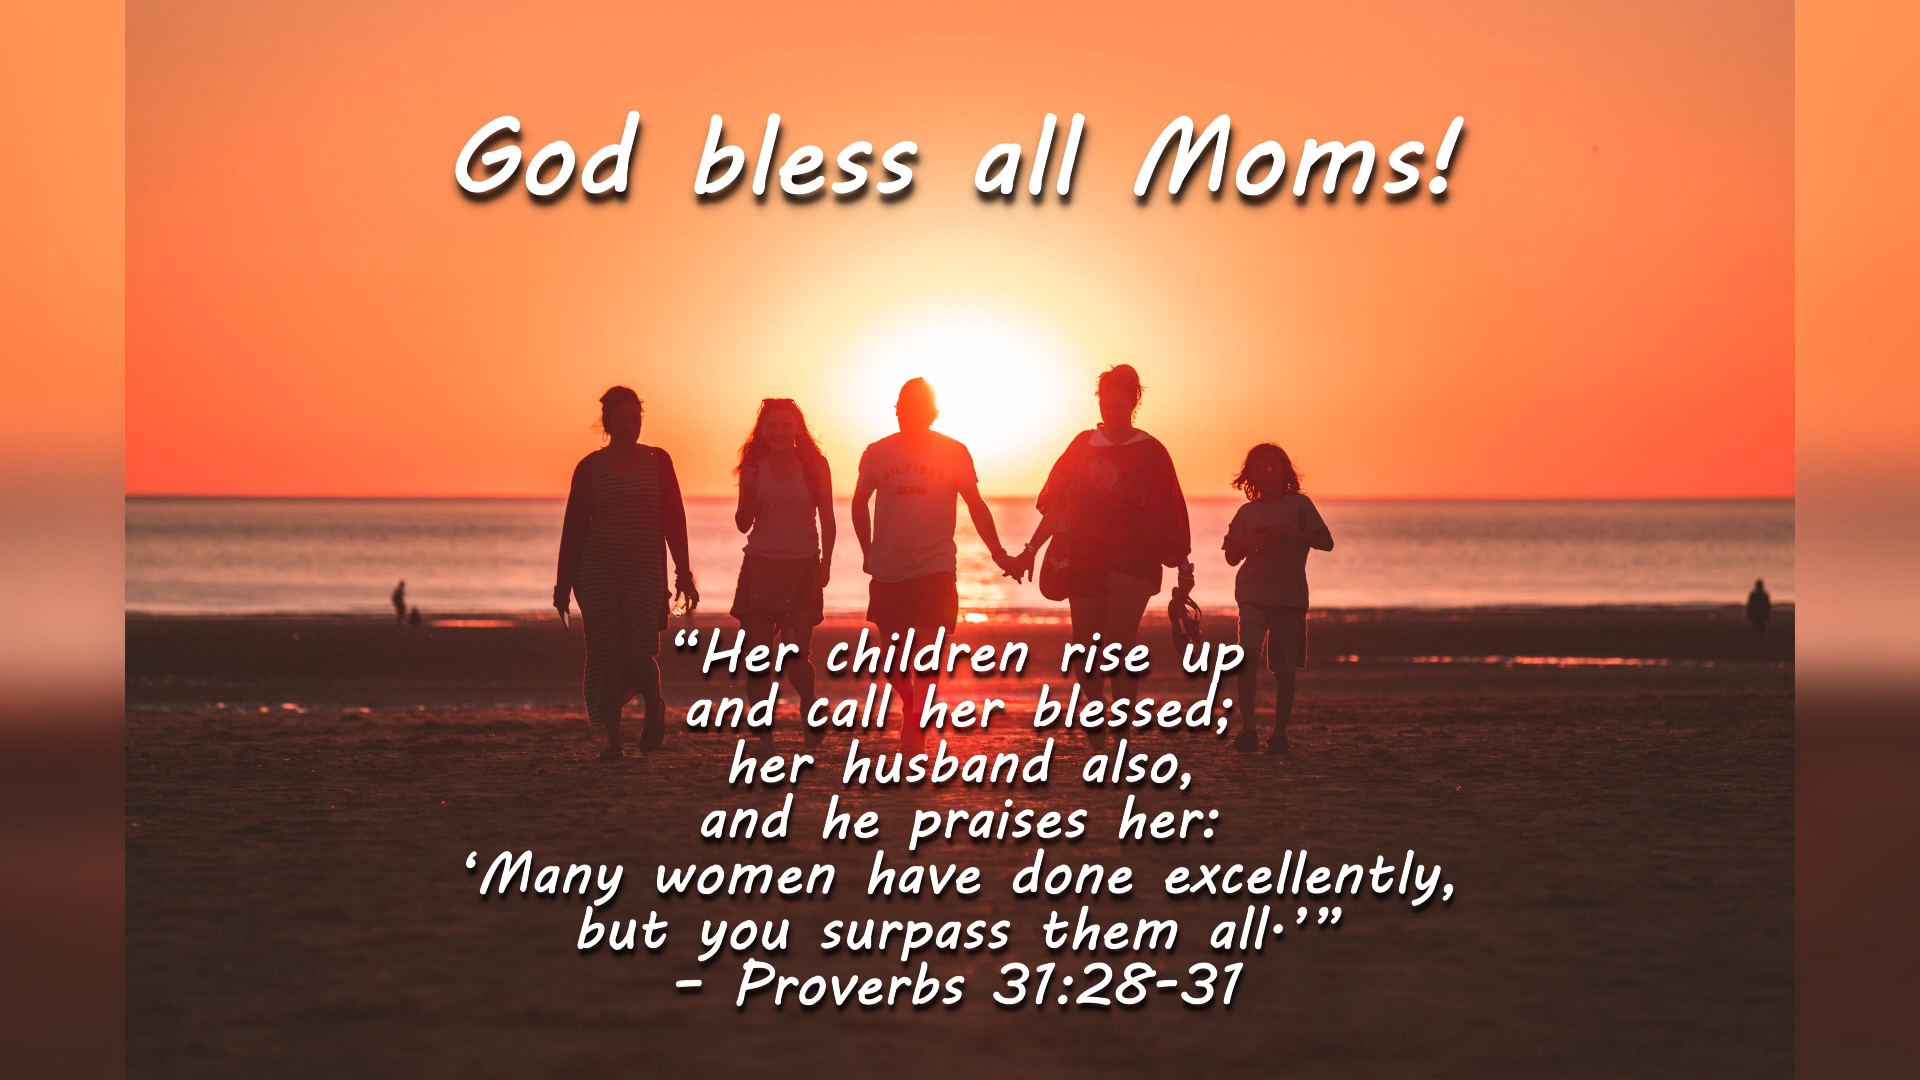 God bless all Moms!
“Her children rise up
and call her blessed;
her husband also,
and he praises her:
‘Many women have done excellently,
but you surpass them all.’”
- Proverbs 31:28-31